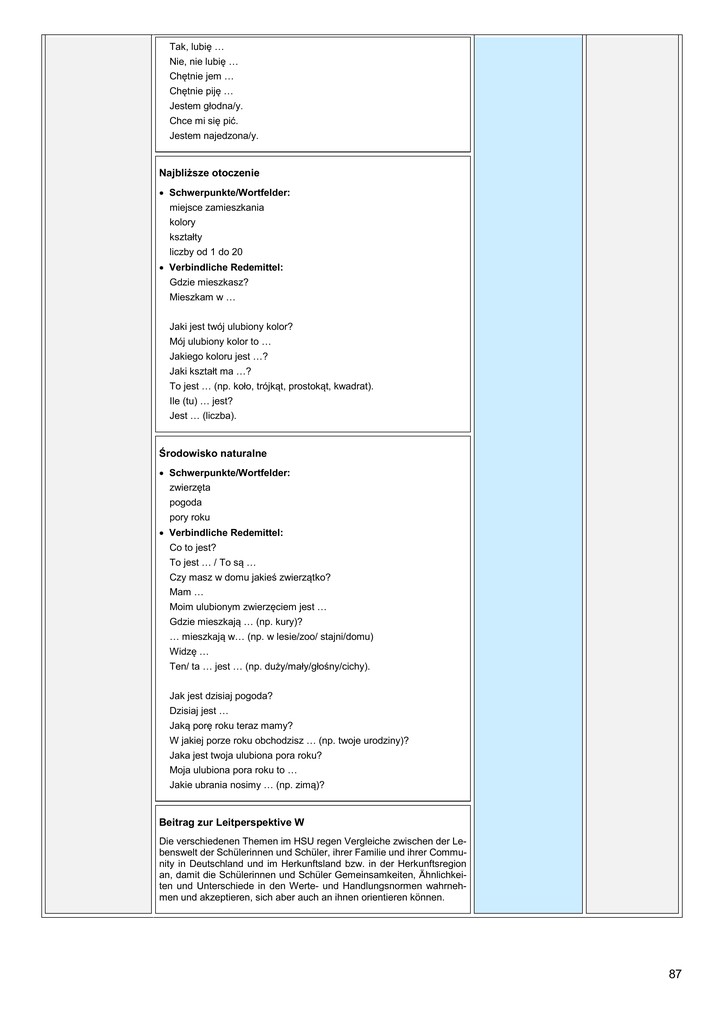 Tak, lubię …
Nie, nie lubię …
Chętnie jem …
Chętnie piję …
Jestem głodna/y.
Chce mi się pić.
Jestem najedzona/y.
Najbliższe otoczenie
• Schwerpunkte/Wortfelder:
miejsce zamieszkania
kolory
kształty
liczby od 1 do 20
• Verbindliche Redemittel:
Gdzie mieszkasz?
Mieszkam w …
Jaki jest twój ulubiony kolor?
Mój ulubiony kolor to …
Jakiego koloru jest …?
Jaki kształt ma …?
To jest … (np. koło, trójkąt, prostokąt, kwadrat).
Ile (tu) … jest?
Jest … (liczba).
Środowisko naturalne
• Schwerpunkte/Wortfelder:
zwierzęta
pogoda
pory roku
• Verbindliche Redemittel:
Co to jest?
To jest … / To są …
Czy masz w domu jakieś zwierzątko?
Mam …
Moim ulubionym zwierzęciem jest …
Gdzie mieszkają … (np. kury)?
… mieszkają w… (np. w lesie/zoo/ stajni/domu)
Widzę …
Ten/ ta … jest … (np. duży/mały/głośny/cichy).
Jak jest dzisiaj pogoda?
Dzisiaj jest …
Jaką porę roku teraz mamy?
W jakiej porze roku obchodzisz … (np. twoje urodziny)?
Jaka jest twoja ulubiona pora roku?
Moja ulubiona pora roku to …
Jakie ubrania nosimy … (np. zimą)?
Beitrag zur Leitperspektive W
Die verschiedenen Themen im HSU regen Vergleiche zwischen der Le-
benswelt der Schülerinnen und Schüler, ihrer Familie und ihrer Commu-
nity in Deutschland und im Herkunftsland bzw. in der Herkunftsregion
an, damit die Schülerinnen und Schüler Gemeinsamkeiten, Ähnlichkei-
ten und Unterschiede in den Werte- und Handlungsnormen wahrneh-
men und akzeptieren, sich aber auch an ihnen orientieren können.
87